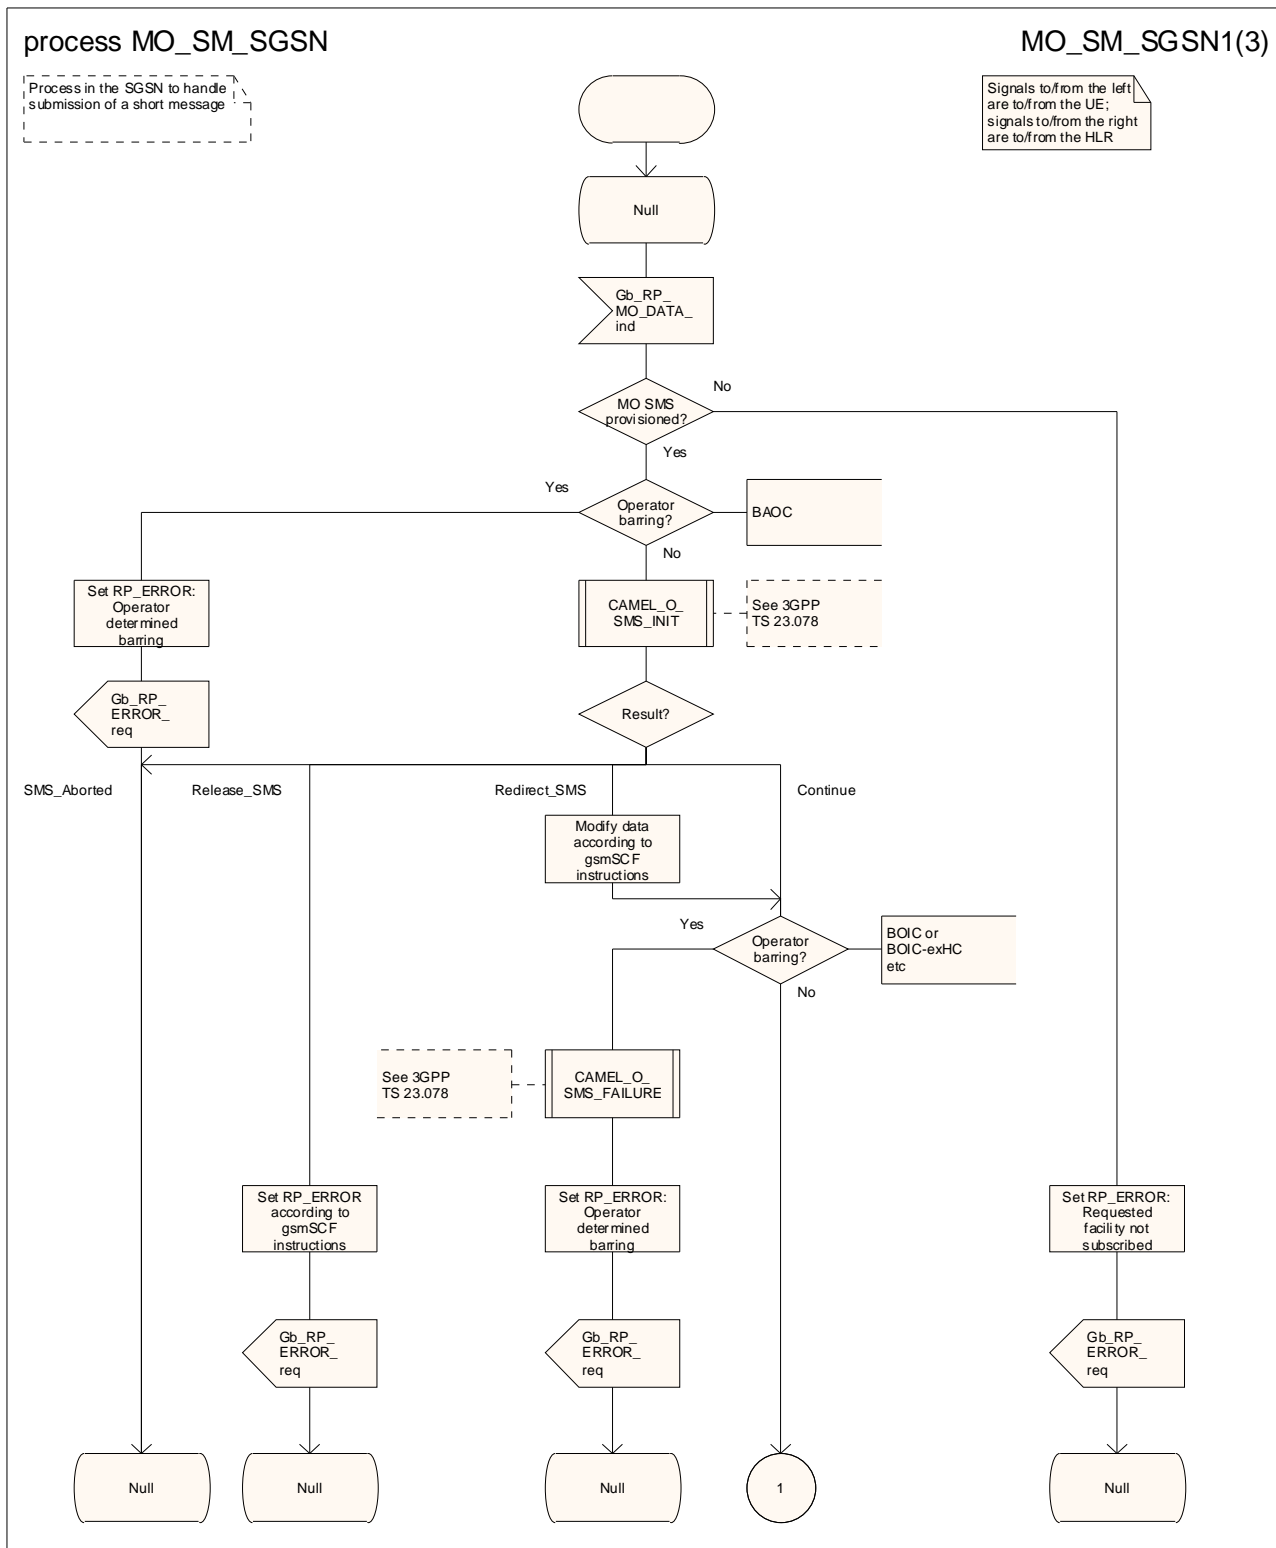 process MO_SM_SGSN
MO_SM_SGSN1(3)
Process in the SGSN to handle
submission of a short message
Signals to/from the left
are to/from the UE;
signals to/from the right
are to/from the HLR
Null
Gb_RP_
MO_DATA_
ind
No
MO SMS
provisioned?
Yes
Yes
Operator
barring?
BAOC
No
Set RP_ERROR:
Operator
determined
barring
CAMEL_O_
SMS_INIT
See 3GPP
TS 23.078
Gb_RP_
ERROR_
req
Result?
SMS_Aborted
Release_SMS
Redirect_SMS
Continue
Modify data
according to
gsmSCF
instructions
Yes
Operator
barring?
BOIC or
BOIC-exHC
etc
No
See 3GPP
TS 23.078
CAMEL_O_
SMS_FAILURE
Set RP_ERROR
according to
gsmSCF
instructions
Set RP_ERROR:
Operator
determined
barring
Set RP_ERROR:
Requested
facility not
subscribed
Gb_RP_
ERROR_
req
Gb_RP_
ERROR_
req
Gb_RP_
ERROR_
req
Null
Null
Null
1
Null